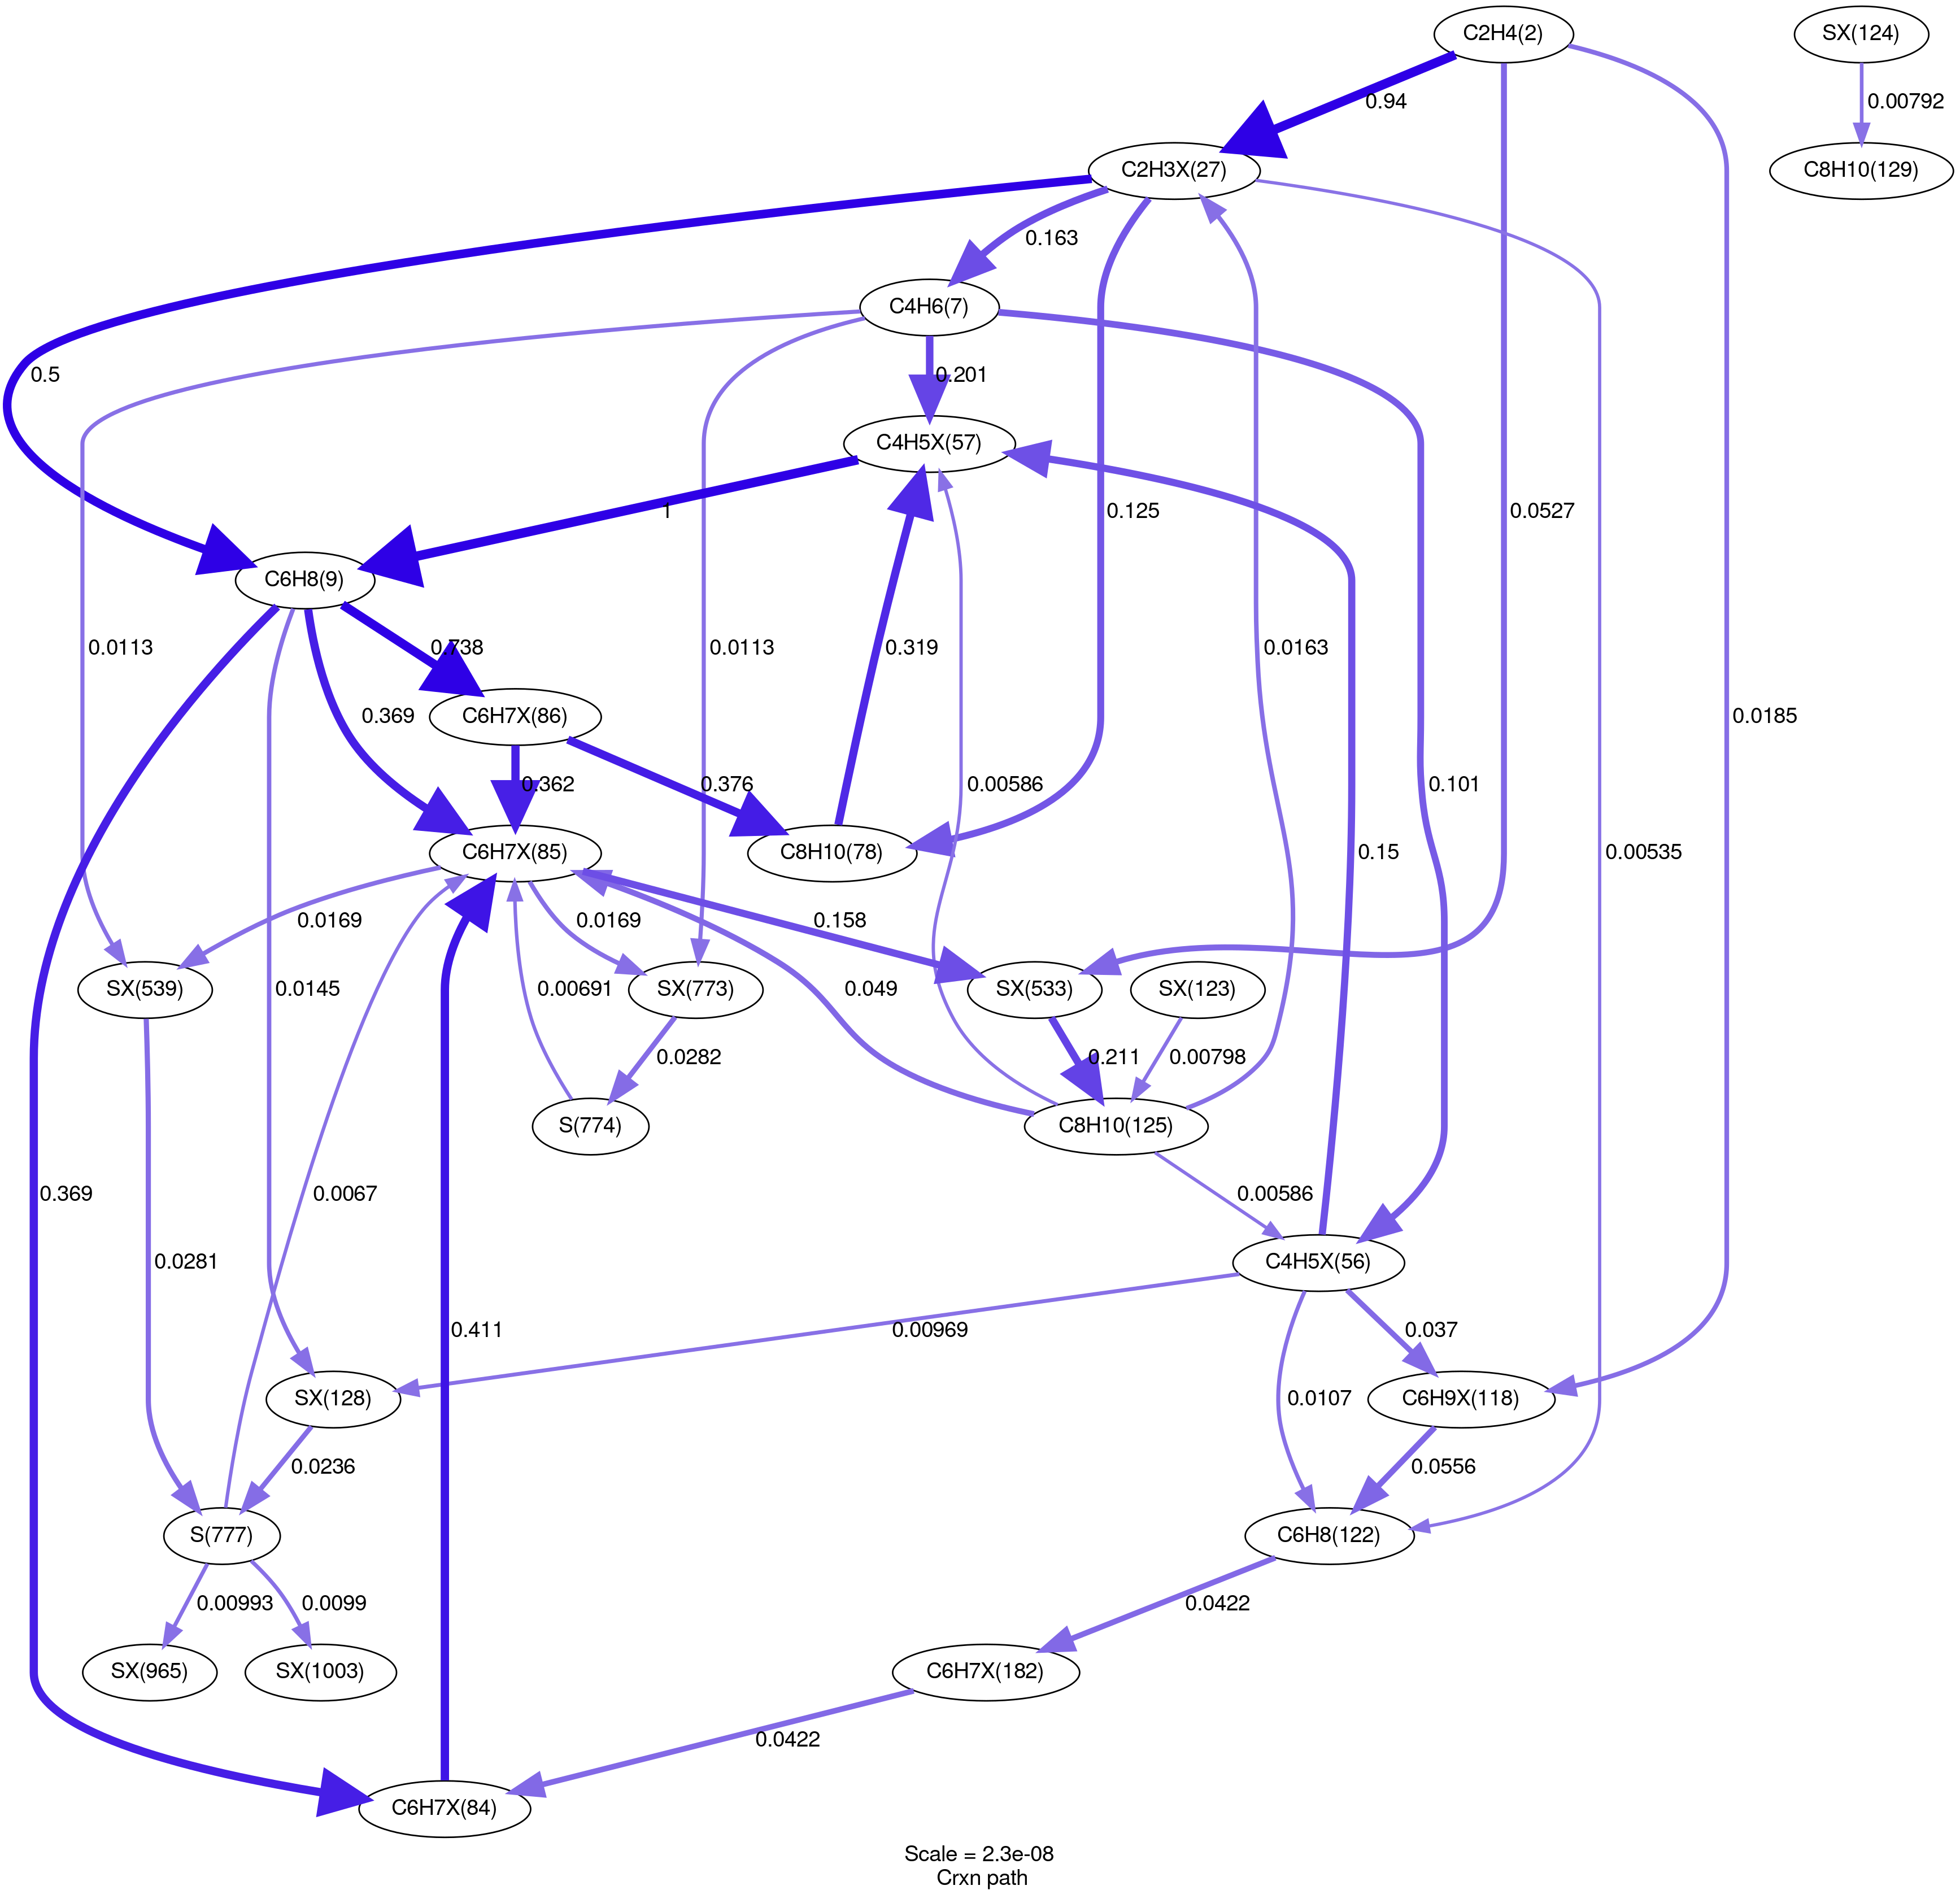 C2H4(2)
SX(124)
0.94
0.00792
C2H3X(27)
C8H10(129)
0.163
C4H6(7)
0.5
0.201
C4H5X(57)
1
0.125
0.0527
C6H8(9)
0.0113
0.738
0.369
0.0113
0.319
0.0163
0.0185
C6H7X(86)
0.362
0.376
0.00586
0.101
C6H7X(85)
C8H10(78)
0.15
0.00535
0.0169
0.0169
0.158
SX(539)
0.0145
0.00691
SX(773)
0.049
SX(533)
SX(123)
0.0282
0.211
0.00798
S(774)
C8H10(125)
0.369
0.0067
0.00586
0.0281
C4H5X(56)
0.411
0.00969
0.037
SX(128)
0.0107
C6H9X(118)
0.0236
0.0556
S(777)
C6H8(122)
0.00993
0.0099
0.0422
SX(965)
SX(1003)
C6H7X(182)
0.0422
C6H7X(84)
Scale = 2.3e-08
Crxn path